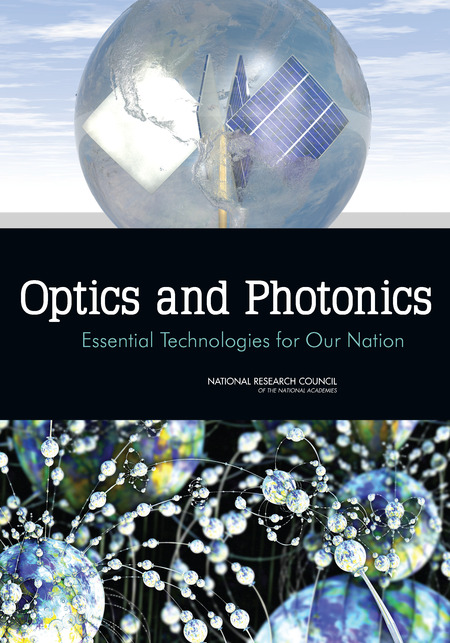 Optics and Photonics
Essential Technologies for Our Nation
NATIONAL RESEARCH COUNCIL
OF THE NATIONAL ACADEMIES